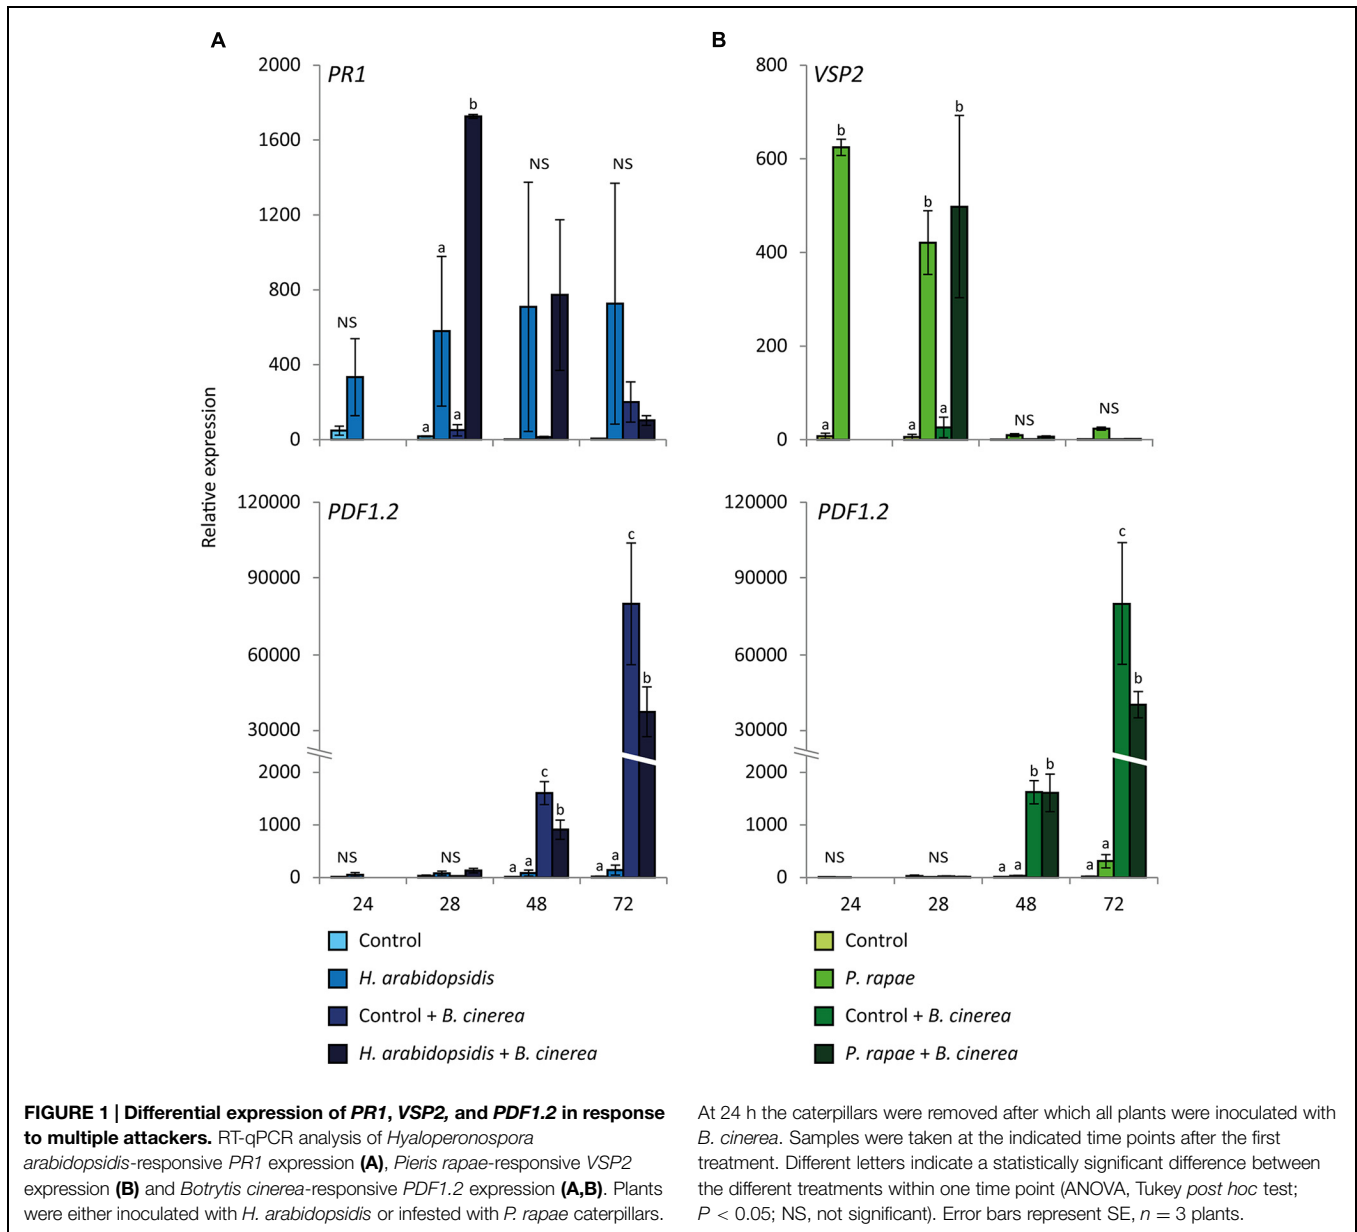 A
Relative expression
PR1
2000
1600
1200
800
400
0
NS
a
a
a
b
NS
NS
PDF1.2
120000
90000
60000
30000
2000
1000
0
NS
NS
a
a
c
b
a
a
c
b
24 28 48 72
Control
H. arabidopsidis
Control + B. cinerea
H. arabidopsidis + B. cinerea
B
VSP2
800
600
400
200
0
a
b
a
b
a
b
NS
NS
PDF1.2
120000
90000
60000
30000
2000
1000
0
NS
NS
a
a
b
b
a
a
c
b
24 28 48 72
Control
P. rapae
Control + B. cinerea
P. rapae + B. cinerea
FIGURE 1 | Differential expression of PR1, VSP2, and PDF1.2 in response
to multiple attackers. RT-qPCR analysis of Hyaloperonospora
arabidopsidis-responsive PR1 expression (A), Pieris rapae-responsive VSP2
expression (B) and Botrytis cinerea-responsive PDF1.2 expression (A,B). Plants
were either inoculated with H. arabidopsidis or infested with P. rapae caterpillars.
At 24 h the caterpillars were removed after which all plants were inoculated with
B. cinerea. Samples were taken at the indicated time points after the first
treatment. Different letters indicate a statistically significant difference between
the different treatments within one time point (ANOVA, Tukey post hoc test;
P < 0.05; NS, not significant). Error bars represent SE, n = 3 plants.